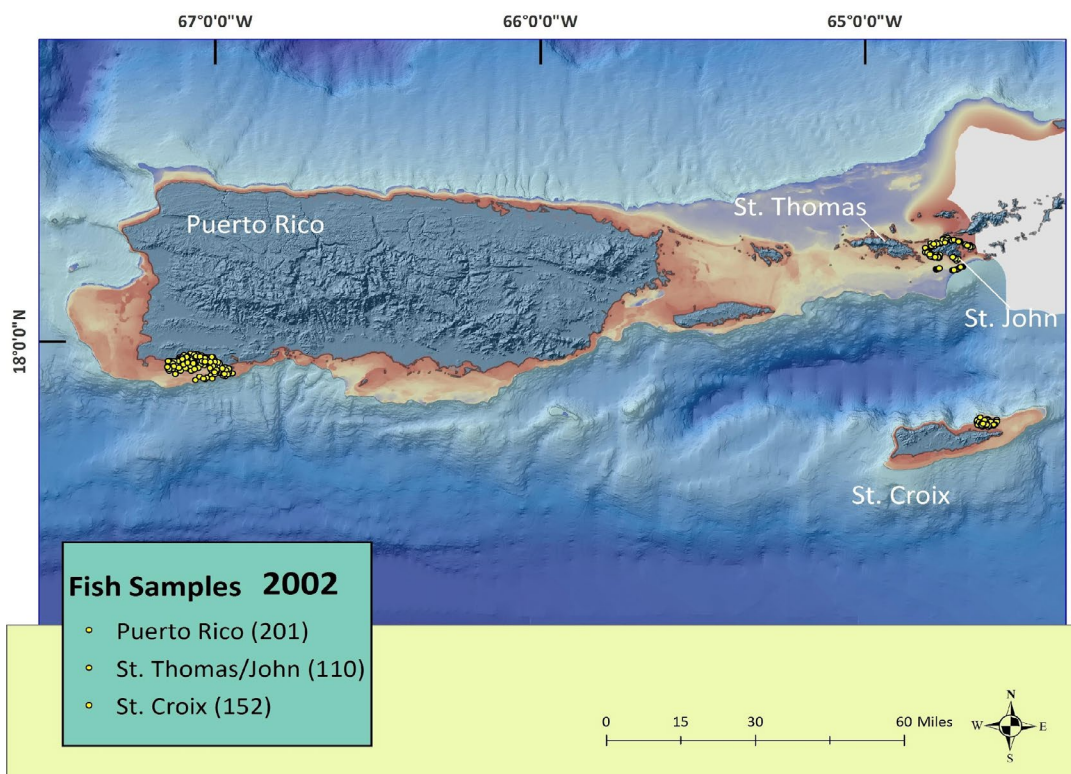 67°0'0"W 66°0'0"W 65°0'0"W
Puerto Rico
St. Thomas
St. John
18°0'0"N
St. Croix
Fish Samples 2002
Puerto Rico (201)
St. Thomas/John (110)
St. Croix (152)
0 15 30 60 Miles
N
W E
S